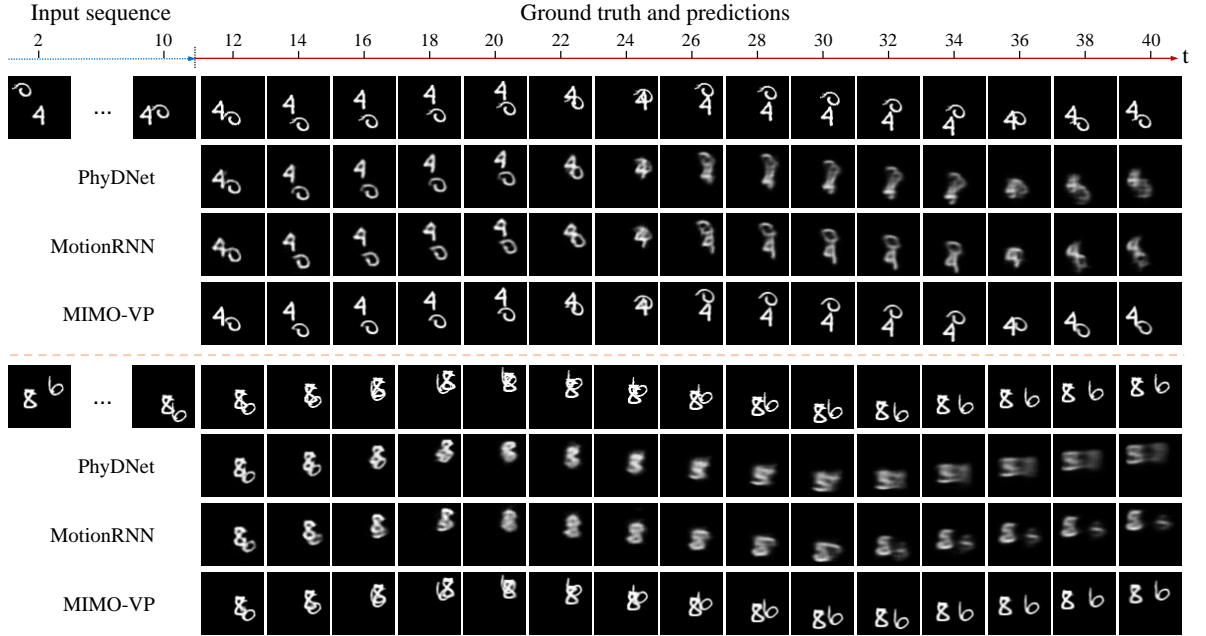 Input sequence Ground truth and predictions
2 10 12 14 16 18 20 22 24 26 28 30 32 34 36 38 40 t
...
PhyDNet
MotionRNN
MIMO-VP
...
PhyDNet
MotionRNN
MIMO-VP